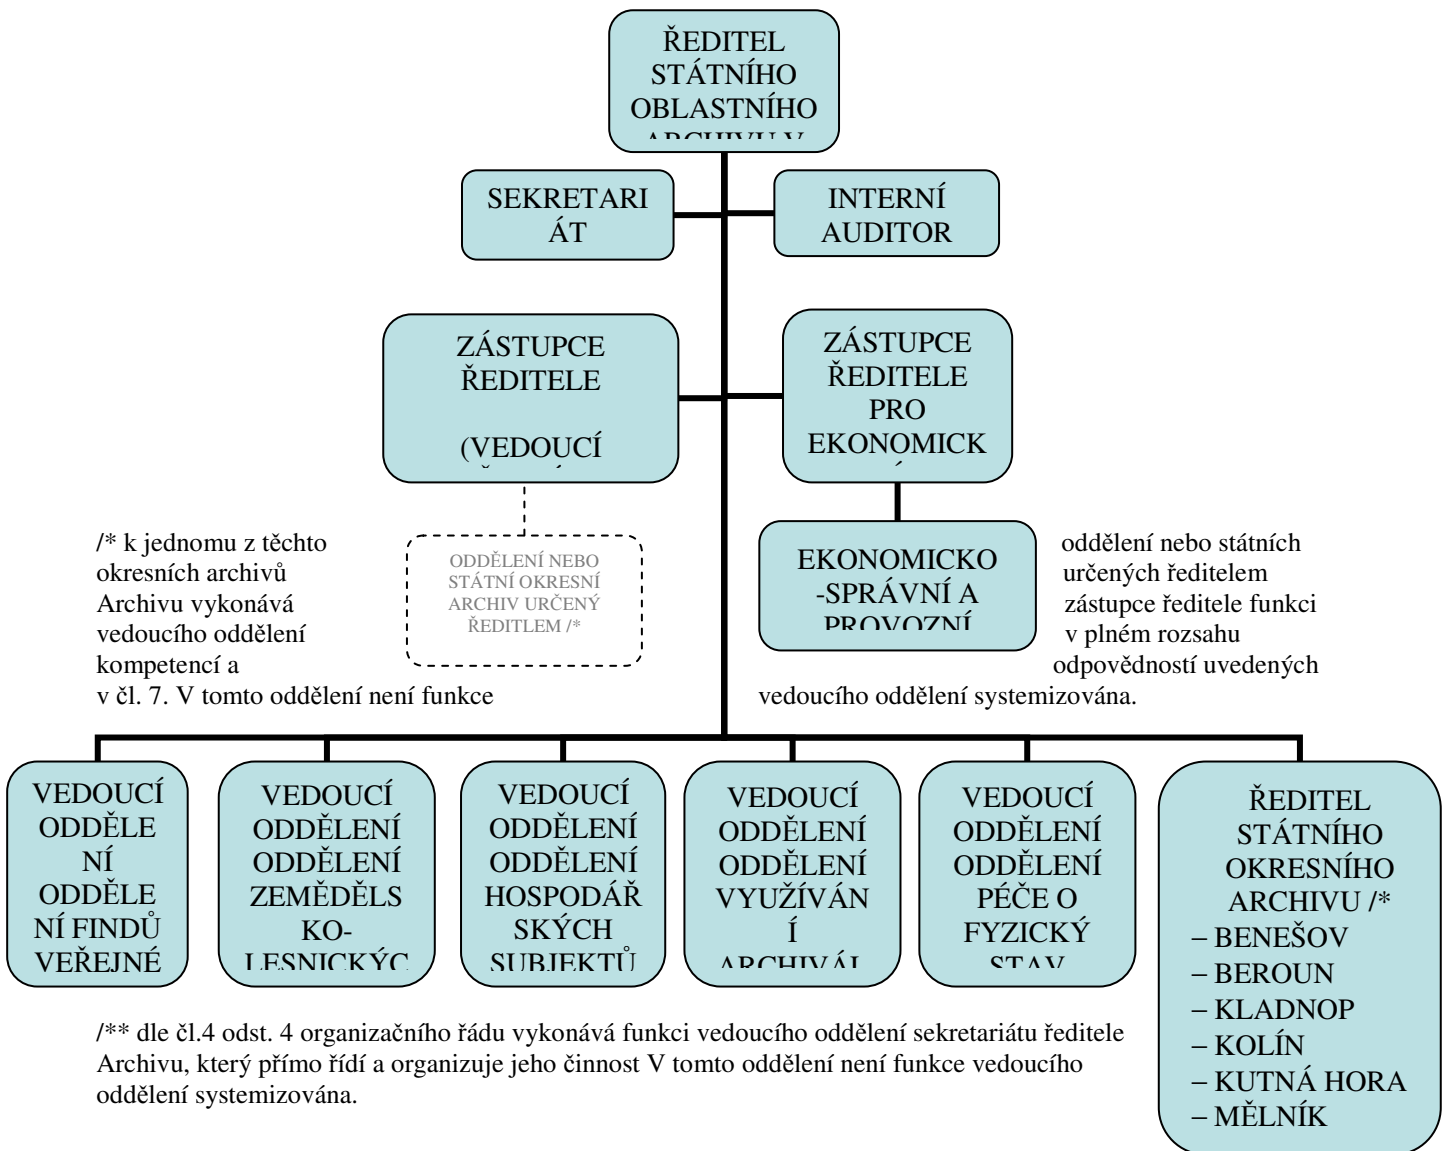 ŘEDITEL
STÁTNÍHO
OBLASTNÍHO
ARCHIVU V
SEKRETARI
ÁT
INTERNÍ
AUDITOR
ZÁSTUPCE
ŘEDITELE
(VEDOUCÍ
ZÁSTUPCE
ŘEDITELE
PRO
EKONOMICK
ODDĚLENÍ NEBO
STÁTNÍ OKRESNÍ
ARCHIV URČENÝ
ŘEDITLEM /*
EKONOMICKO
-SPRÁVNÍ A
PROVOZNÍ
/* k jednomu z těchto oddělení nebo státních
okresních archivů určených ředitelem
Archivu vykonává zástupce ředitele funkci
vedoucího oddělení v plném rozsahu
kompetencí a odpovědností uvedených
v čl. 7. V tomto oddělení není funkce vedoucího oddělení systemizována.
VEDOUCÍ
ODDĚLE
NÍ
ODDĚLE
NÍ FINDŮ
VEŘEJNÉ
VEDOUCÍ
ODDĚLENÍ
ODDĚLENÍ
ZEMĚDĚLS
KO-
LESNICKÝC
VEDOUCÍ
ODDĚLENÍ
ODDĚLENÍ
HOSPODÁŘ
SKÝCH
SUBJEKTŮ
VEDOUCÍ
ODDĚLENÍ
ODDĚLENÍ
VYUŽÍVÁN
Í
ARCHIVÁL
VEDOUCÍ
ODDĚLENÍ
ODDĚLENÍ
PÉČE O
FYZICKÝ
STAV
ŘEDITEL
STÁTNÍHO
OKRESNÍHO
ARCHIVU /*
– BENEŠOV
– BEROUN
– KLADNOP
– KOLÍN
– KUTNÁ HORA
– MĚLNÍK
/** dle čl.4 odst. 4 organizačního řádu vykonává funkci vedoucího oddělení sekretariátu ředitele
Archivu, který přímo řídí a organizuje jeho činnost V tomto oddělení není funkce vedoucího
oddělení systemizována.